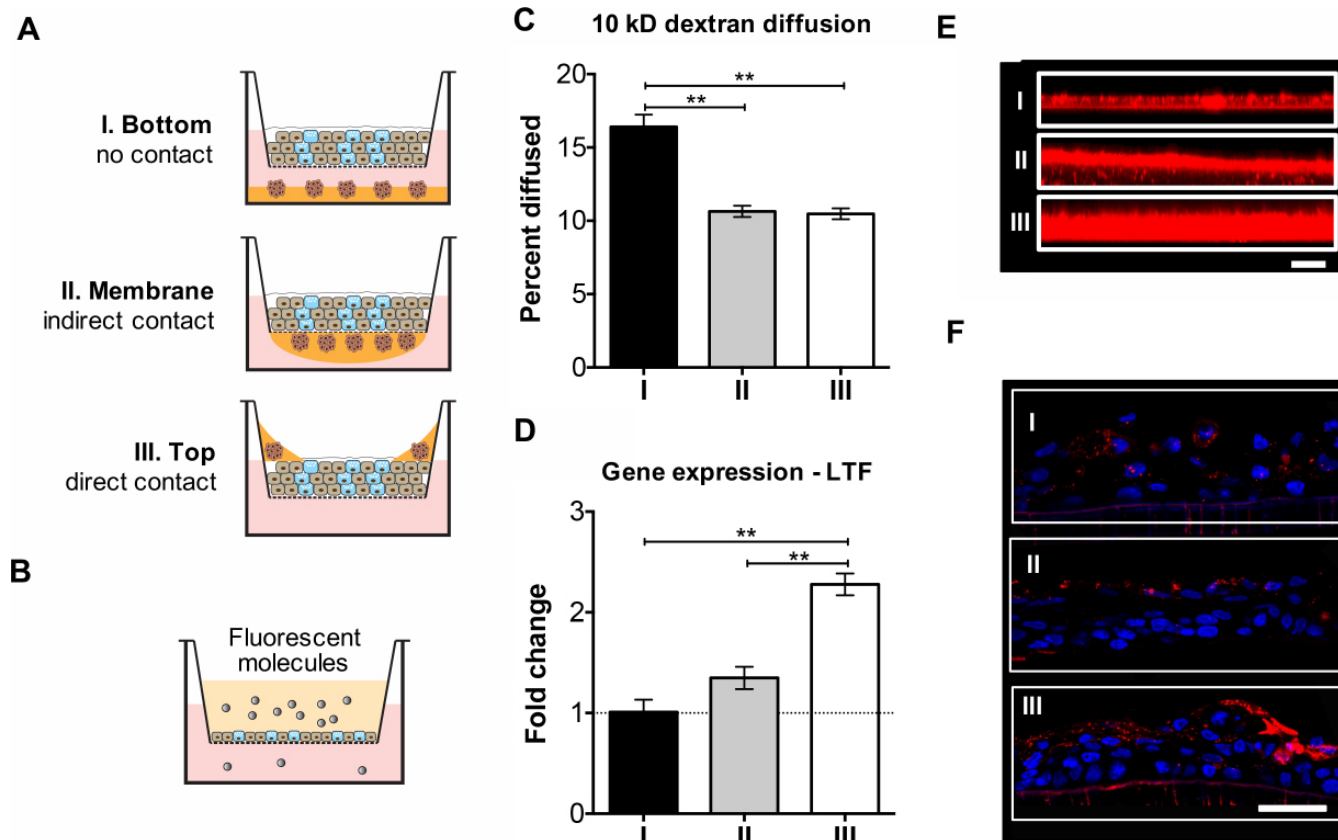 A
I. Bottom
no contact
II. Membrane
indirect contact
III. Top
direct contact
B
Fluorescent
molecules
C
10 kD dextran diffusion
Percent diffused
20
15
10
5
0
**
**
I
II
III
D
Gene expression - LTF
Fold change
3
2
1
0
**
**
I
II
III
E
I
II
III
F
I
II
III